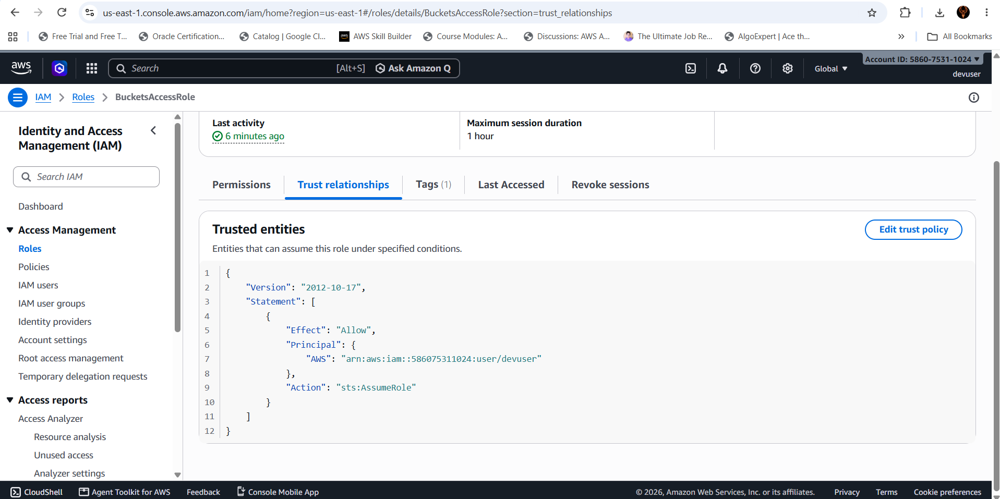 us-east-1.console.aws.amazon.com/iam/home?region=us-east-1#/roles/details/BucketsAccessRole?section=trust_relationships
Free Trial and Free T...
Oracle Certification...
Catalog | Google Cl...
AWS Skill Builder
Course Modules: A...
Discussions: AWS A...
The Ultimate Job Re...
AlgoExpert | Ace th...
All Bookmarks
aws
Search
[Alt+S]
Ask Amazon Q
Global
Account ID: 5860-7531-1024
devuser
IAM
Roles
BucketsAccessRole
Identity and Access
Management (IAM)
Search IAM
Dashboard
Access Management
Roles
Policies
IAM users
IAM user groups
Identity providers
Account settings
Root access management
Temporary delegation requests
Access reports
Access Analyzer
Resource analysis
Unused access
Analyzer settings
Last activity
6 minutes ago
Maximum session duration
1 hour
Permissions
Trust relationships
Tags (1)
Last Accessed
Revoke sessions
Trusted entities
Edit trust policy
Entities that can assume this role under specified conditions.
1 {
2 "Version": "2012-10-17",
3 "Statement": [
4 {
5 "Effect": "Allow",
6 "Principal": {
7 "AWS": "arn:aws:iam::586075311024:user/devuser"
8 },
9 "Action": "sts:AssumeRole"
10 }
11 ]
12 }
CloudShell
Agent Toolkit for AWS
Feedback
Console Mobile App
© 2026, Amazon Web Services, Inc. or its affiliates.
Privacy
Terms
Cookie preferences